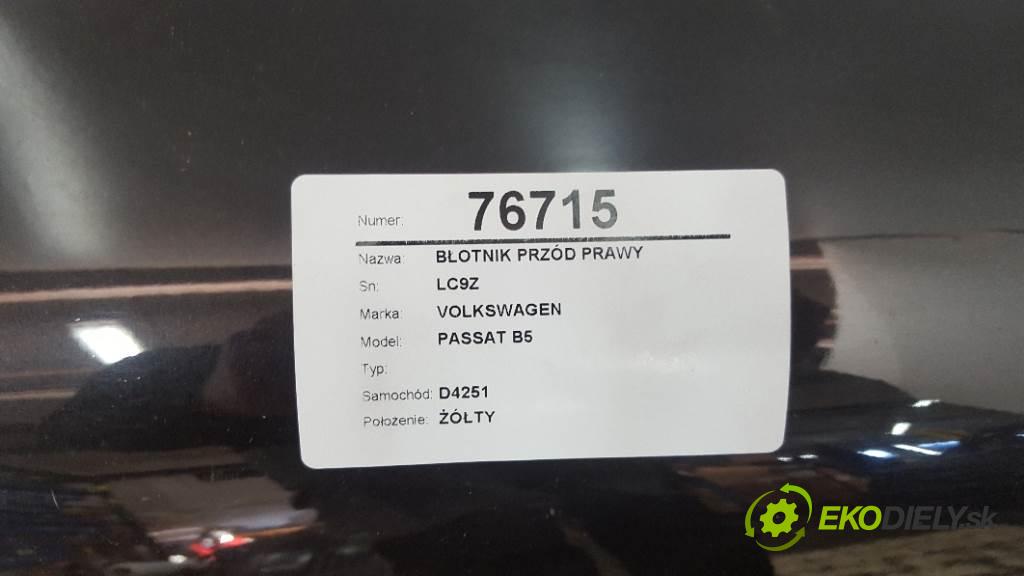 Numer: 76715
Nazwa: BŁOTNIK PRZÓD PRAWY
Sn: LC9Z
Marka: VOLKSWAGEN
Model: PASSAT B5
Typ:
Samochód: D4251
Położenie: ŻÓŁTY
EKODIELY.sk